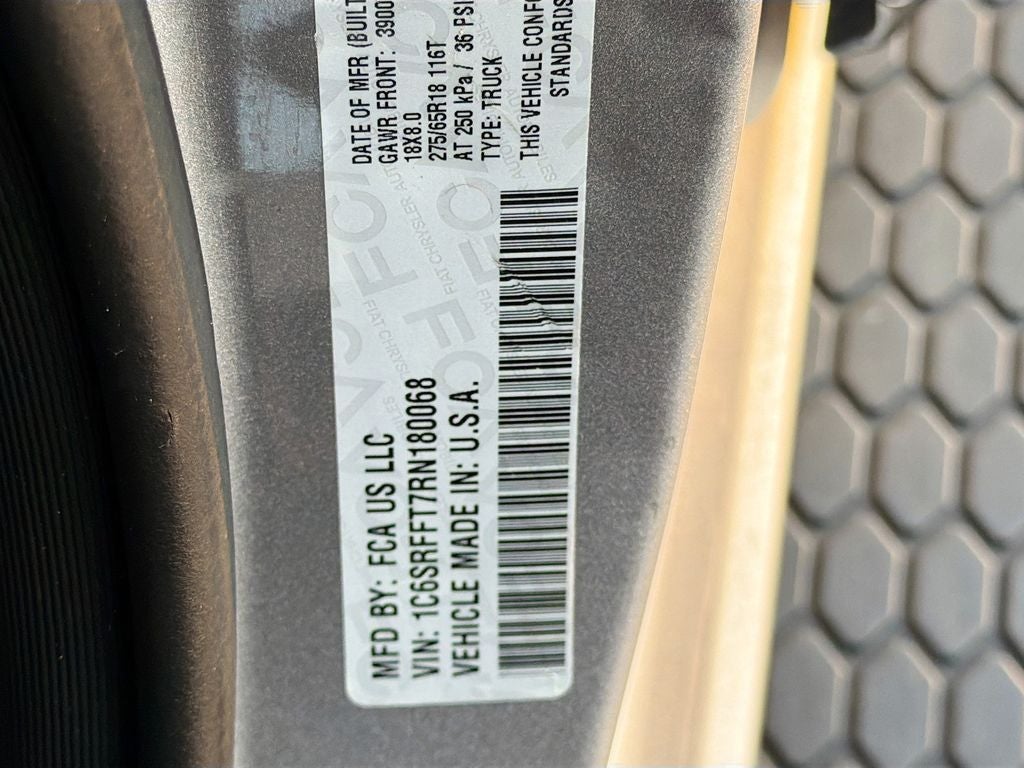 MFD BY: FCA US LLC
VIN: 1C6SRFFT7RN180068
VEHICLE MADE IN: U.S.A.
DATE OF MFR (BUILT
GAWR FRONT: 3900
18X8.0
275/65R18 116T
AT 250 kPa / 36 PSI
TYPE: TRUCK
THIS VEHICLE CONFO
STANDARDS